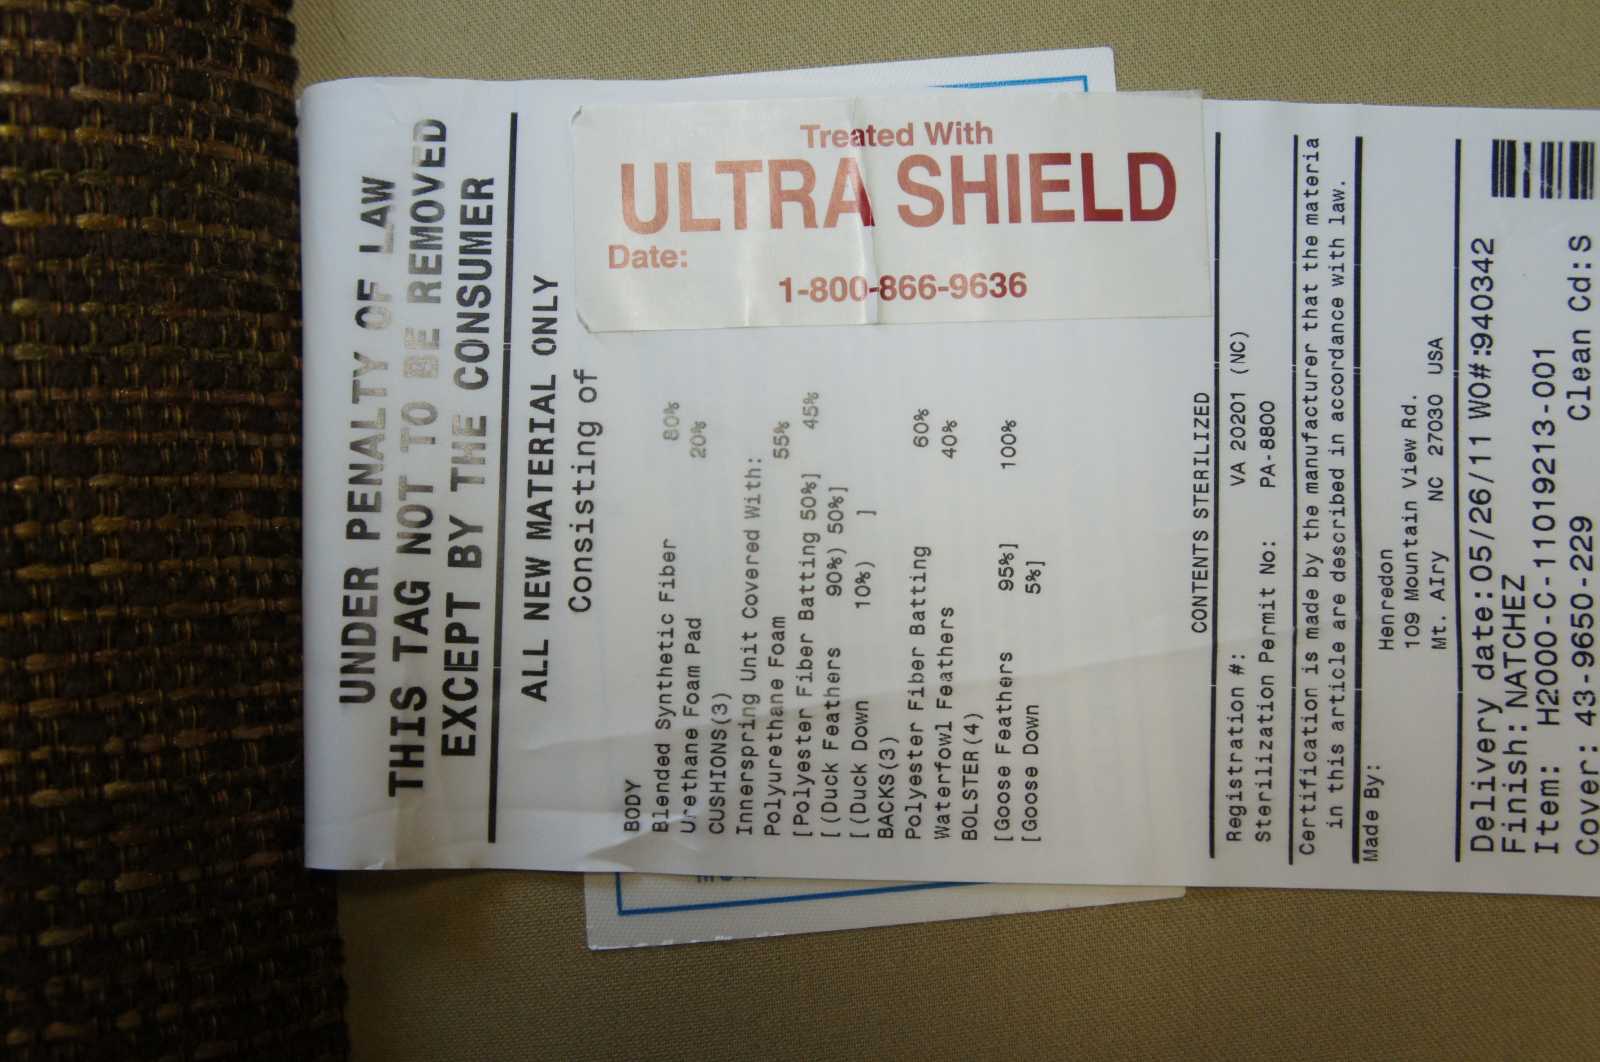 UNDER PENALTY OF LAW
THIS TAG NOT TO BE REMOVED
EXCEPT BY THE CONSUMER
ALL NEW MATERIAL ONLY
Consisting of
BODY
Blended Synthetic Fiber 80%
Urethane Foam Pad 20%
CUSHIONS(3)
Innerspring Unit Covered With:
Polyurethane Foam 55%
[Polyester Fiber Batting 50%] 45%
[(Duck Feathers 90%) 50%]
[(Duck Down 10%) ]
BACKS(3)
Polyester Fiber Batting 60%
Waterfowl Feathers 40%
BOLSTER(4)
[Goose Feathers 95%] 100%
[Goose Down 5%]
CONTENTS STERILIZED
Registration #: VA 20201 (NC)
Sterilization Permit No: PA-8800
Certification is made by the manufacturer that the materia
in this article are described in accordance with law.
Made By:
Henredon
109 Mountain View Rd.
Mt. AIry NC 27030 USA
Delivery date:05/26/11 WO#:940342
Finish:NATCHEZ
Item: H2000-C-110192213-001
Cover: 43-9650-229 Clean Cd:S
Treated With
ULTRA SHIELD
Date:
1-800-866-9636